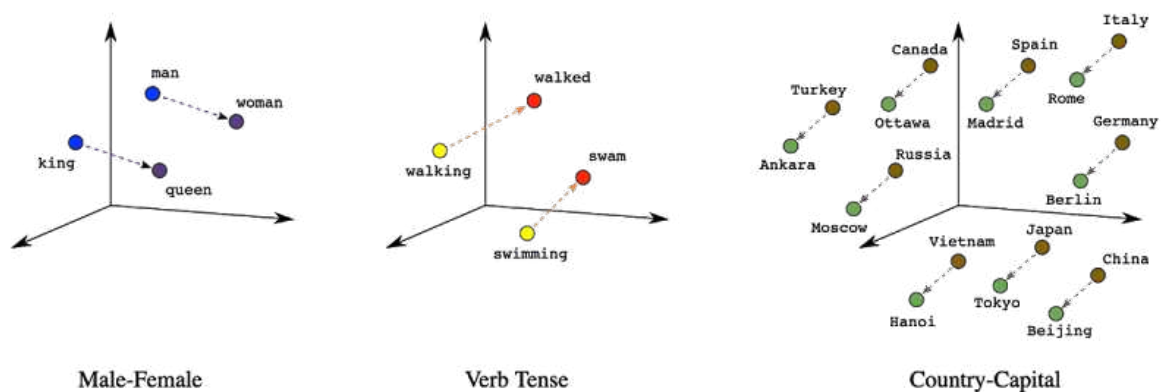 man
woman
king
queen
Male-Female
walked
walking
swam
swimming
Verb Tense
Italy
Canada
Spain
Rome
Turkey
Ottawa
Madrid
Germany
Ankara
Russia
Berlin
Moscow
Vietnam
Japan
China
Hanoi
Tokyo
Beijing
Country-Capital